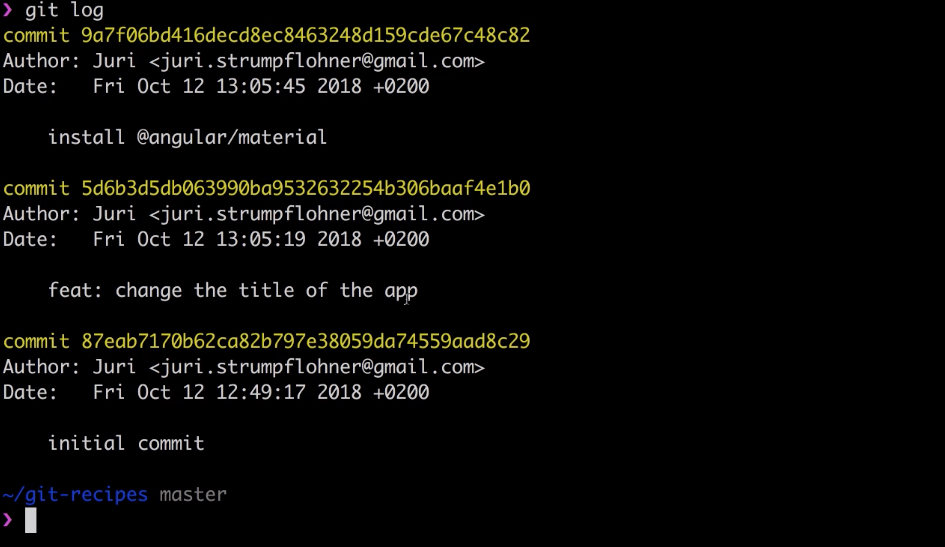 ❯ git log
commit 9a7f06bd416decd8ec8463248d159cde67c48c82
Author: Juri <juri.strumpflohner@gmail.com>
Date:   Fri Oct 12 13:05:45 2018 +0200
    install @angular/material
commit 5d6b3d5db063990ba9532632254b306baaf4e1b0
Author: Juri <juri.strumpflohner@gmail.com>
Date:   Fri Oct 12 13:05:19 2018 +0200
    feat: change the title of the app
commit 87eab7170b62ca82b797e38059da74559aad8c29
Author: Juri <juri.strumpflohner@gmail.com>
Date:   Fri Oct 12 12:49:17 2018 +0200
    initial commit
~/git-recipes master
❯